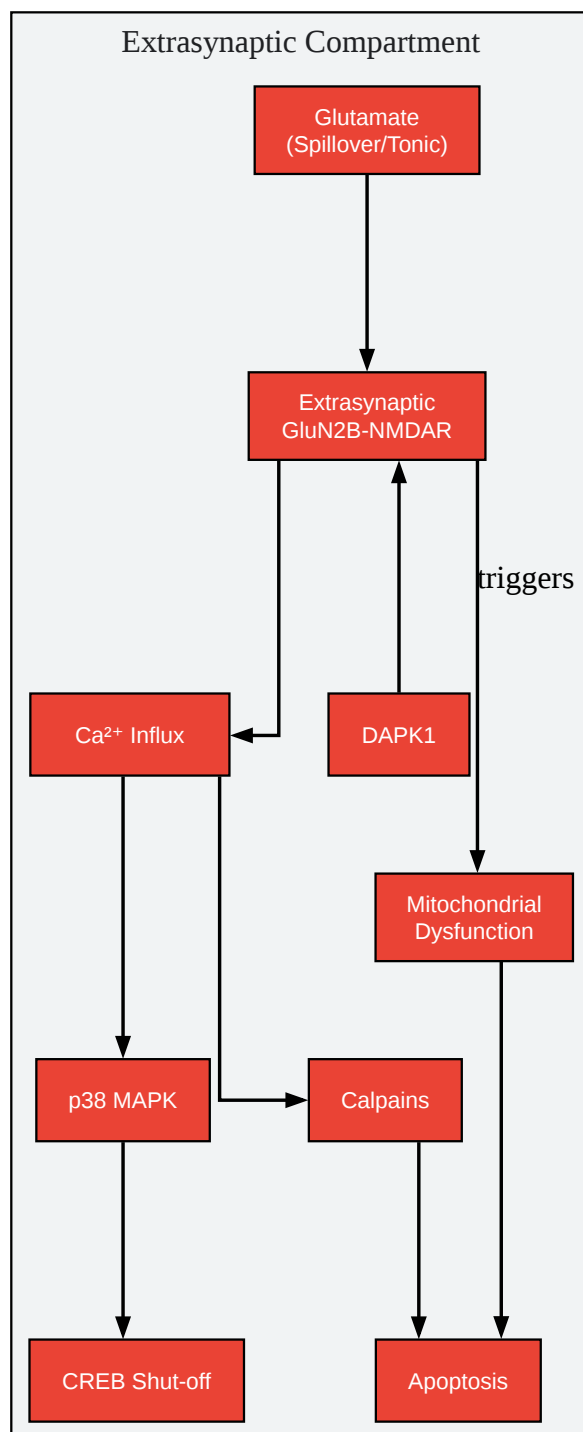 Extrasynaptic Compartment
Glutamate
(Spillover/Tonic)
Extrasynaptic
GluN2B-NMDAR
triggers
Ca²⁺ Influx
DAPK1
Mitochondrial
Dysfunction
p38 MAPK
Calpains
CREB Shut-off
Apoptosis